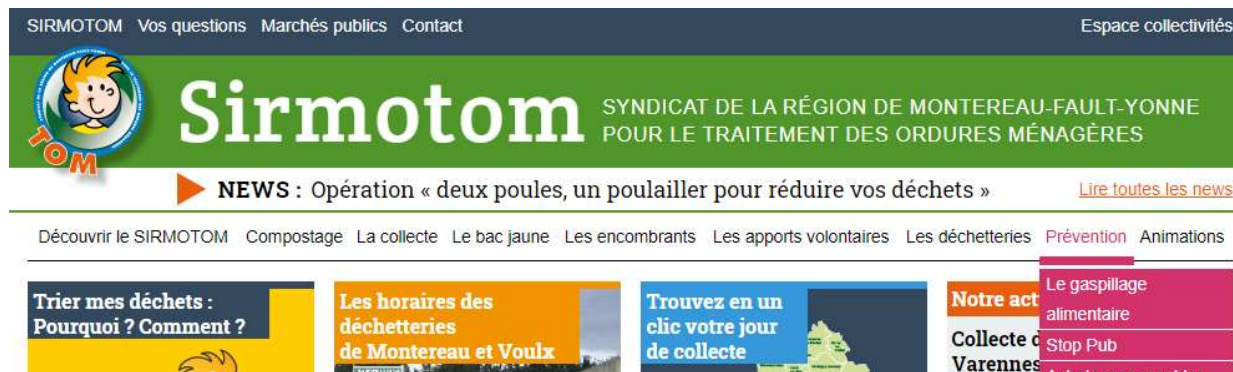 SIRMOTOM Vos questions Marchés publics Contact Espace collectivités
TOM
Sirmotom
SYNDICAT DE LA RÉGION DE MONTEREAU-FAULT-YONNE
POUR LE TRAITEMENT DES ORDURES MÉNAGÈRES
NEWS : Opération « deux poules, un poulailler pour réduire vos déchets » Lire toutes les news
Découvrir le SIRMOTOM Compostage La collecte Le bac jaune Les encombrants Les apports volontaires Les déchetteries Prévention Animations
Trier mes déchets :
Pourquoi ? Comment ?
Les horaires des
déchetteries
de Montereau et Voulx
Trouvez en un
clic votre jour
de collecte
Notre act
Collecte d
Varennes
Le gaspillage
alimentaire
Stop Pub